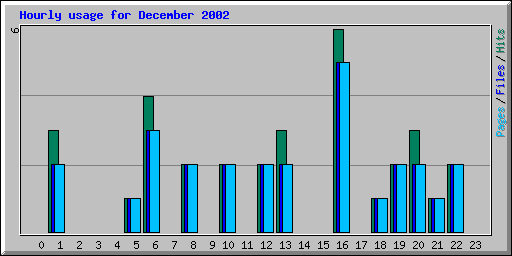 Hourly usage for December 2002
6
Pages/Files/Hits
0 1 2 3 4 5 6 7 8 9 10 11 12 13 14 15 16 17 18 19 20 21 22 23